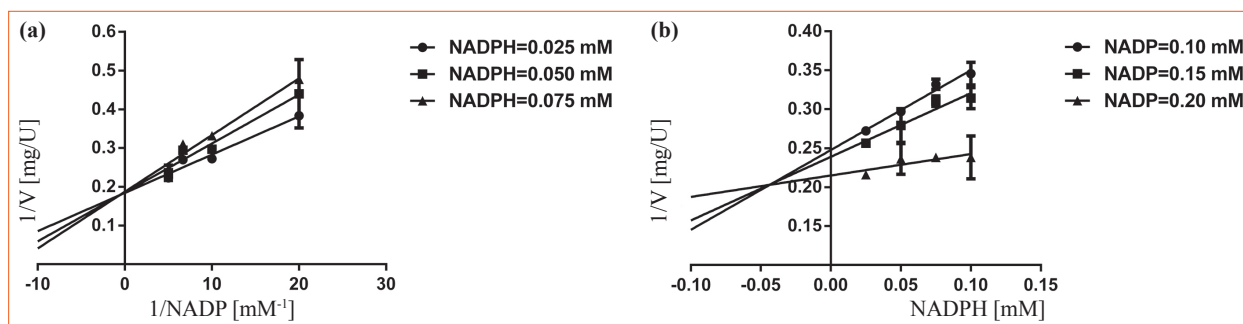 (a)
0.6
0.5
0.4
0.3
0.2
0.1
1/V [mg/U]
-10 0 10 20 30
1/NADP [mM⁻¹]
NADPH=0.025 mM
NADPH=0.050 mM
NADPH=0.075 mM
(b)
0.40
0.35
0.30
0.25
0.20
0.15
0.10
1/V [mg/U]
-0.10 -0.05 0.00 0.05 0.10 0.15
NADPH [mM]
NADP=0.10 mM
NADP=0.15 mM
NADP=0.20 mM